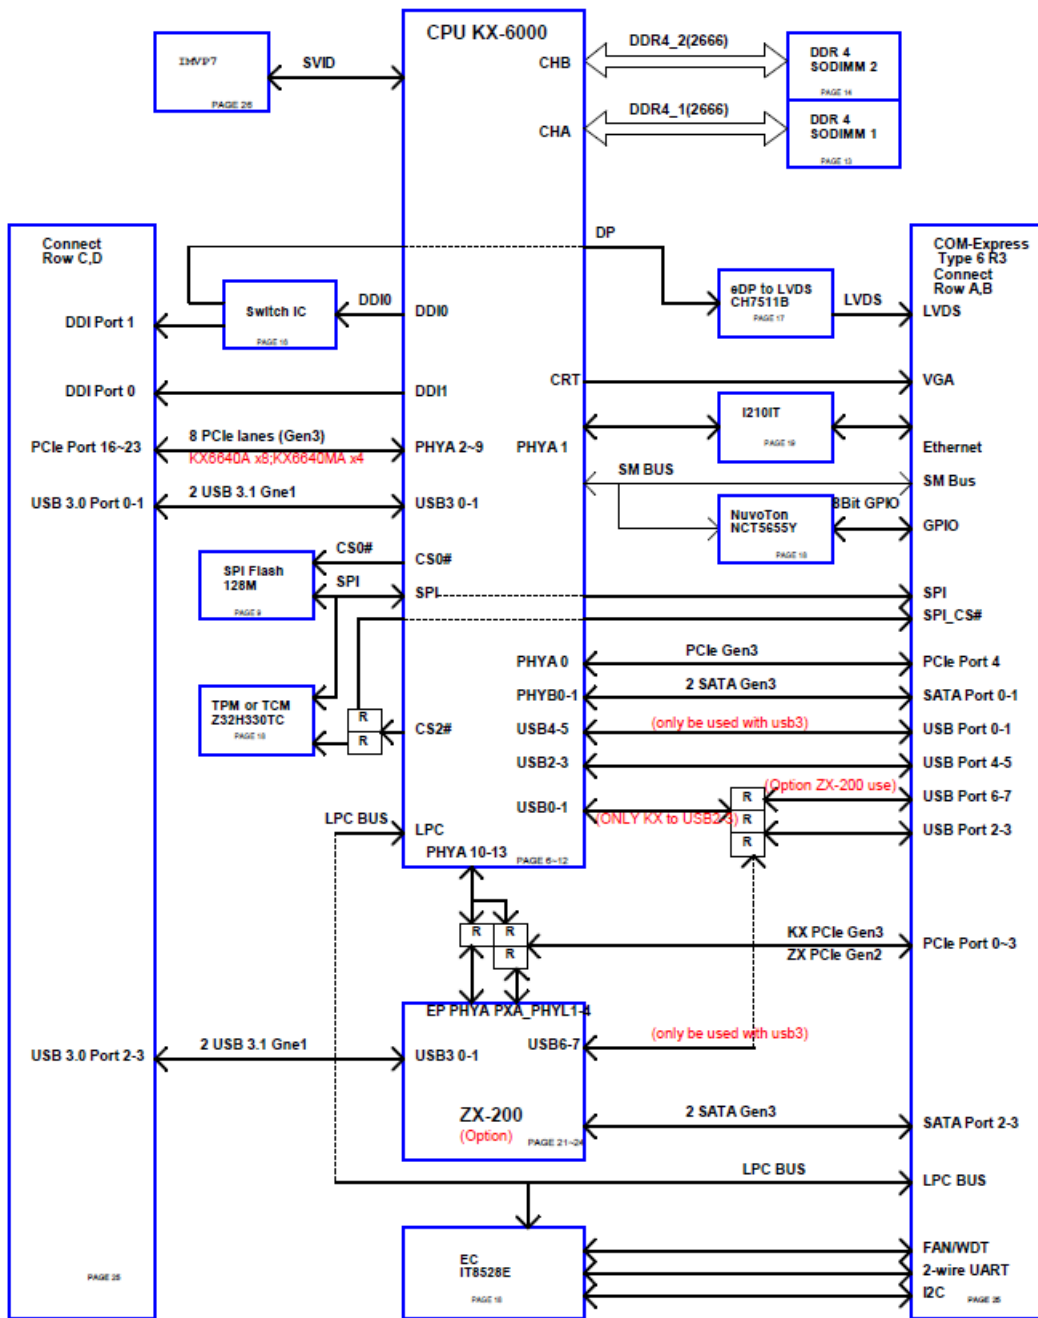 CPU KX-6000
IMVP7
PAGE 26
SVID
CHB
DDR4_2(2666)
DDR 4
SODIMM 2
PAGE 14
CHA
DDR4_1(2666)
DDR 4
SODIMM 1
PAGE 13
Connect
Row C,D
COM-Express
Type 6 R3
Connect
Row A,B
DP
eDP to LVDS
CH7511B
PAGE 17
LVDS
LVDS
Switch IC
PAGE 16
DDI0
DDI0
DDI Port 1
CRT
VGA
DDI Port 0
DDI1
I210IT
PAGE 19
PCIe Port 16~23
8 PCIe lanes (Gen3)
KX6640A x8;KX6640MA x4
PHYA 2~9
PHYA 1
Ethernet
SM BUS
SM Bus
USB 3.0 Port 0-1
2 USB 3.1 Gne1
USB3 0-1
NuvoTon
NCT5655Y
PAGE 18
8Bit GPIO
GPIO
CS0#
CS0#
SPI Flash
128M
PAGE 9
SPI
SPI
SPI
SPI_CS#
PHYA 0
PCIe Gen3
PCIe Port 4
PHYB0-1
2 SATA Gen3
SATA Port 0-1
TPM or TCM
Z32H330TC
PAGE 18
R
R
CS2#
USB4-5
(only be used with usb3)
USB Port 0-1
USB2-3
USB Port 4-5
USB0-1
(ONLY KX to USB2-3)
R
R
R
(Option ZX-200 use)
USB Port 6-7
USB Port 2-3
LPC BUS
LPC
PHYA 10-13
PAGE 6~12
R
R
R
KX PCIe Gen3
ZX PCIe Gen2
PCIe Port 0~3
EP PHYA PXA_PHYL1-4
USB 3.0 Port 2-3
2 USB 3.1 Gne1
USB3 0-1
USB6-7
(only be used with usb3)
ZX-200
(Option)
PAGE 21~24
2 SATA Gen3
SATA Port 2-3
LPC BUS
LPC BUS
EC
IT8528E
PAGE 18
FAN/WDT
2-wire UART
I2C
PAGE 25
PAGE 25